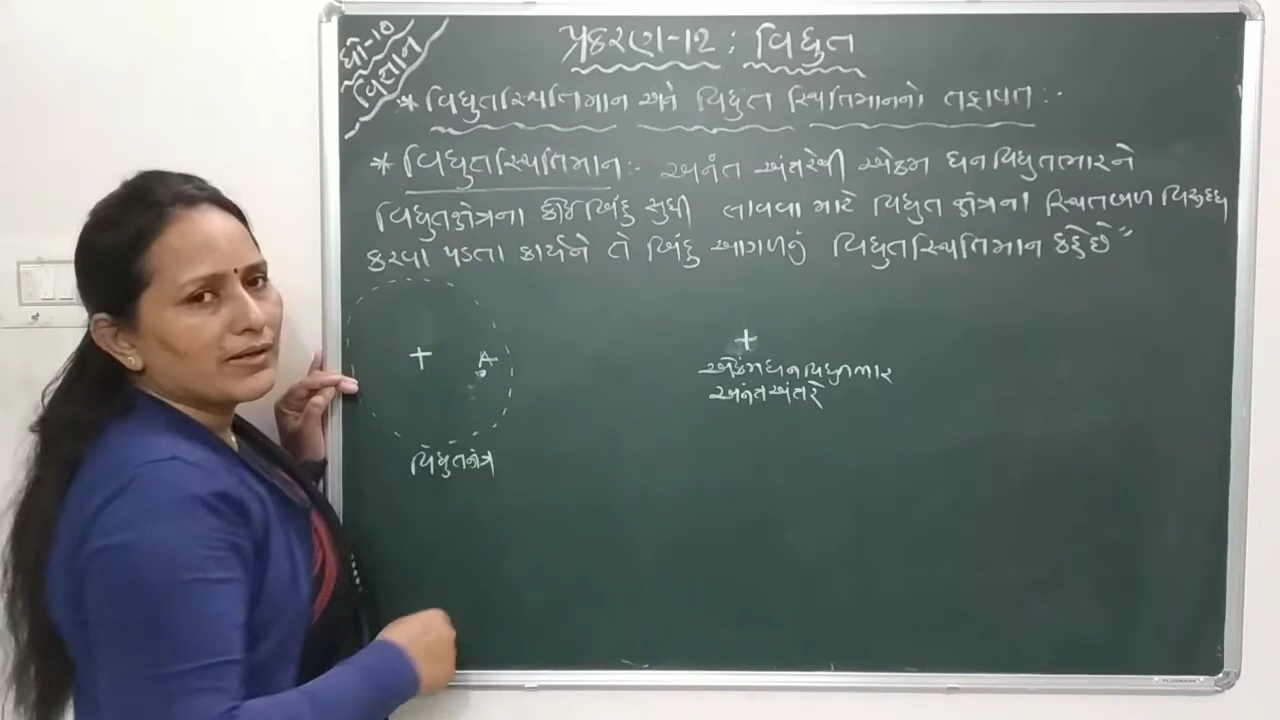 ધો-૧૦
વિજ્ઞાન
પ્રકરણ-૧૨ : વિદ્યુત
* વિદ્યુતસ્થિતિમાન અને વિદ્યુત સ્થિતિમાનનો તફાવત :-
* વિદ્યુતસ્થિતિમાન :- અનંત અંતરેથી એકમ ધન વિદ્યુતભારને
વિદ્યુતક્ષેત્રના કોઈ બિંદુ સુધી લાવવા માટે વિદ્યુત ક્ષેત્રના સ્થિતબળ વિરુદ્ધ
કરવા પડતા કાર્યને તે બિંદુ આગળનું વિદ્યુતસ્થિતિમાન કહે છે"
+
+
A
એકમ ધન વિદ્યુતભાર
અનંત અંતરે
વિદ્યુતક્ષેત્ર
PLUSMARK